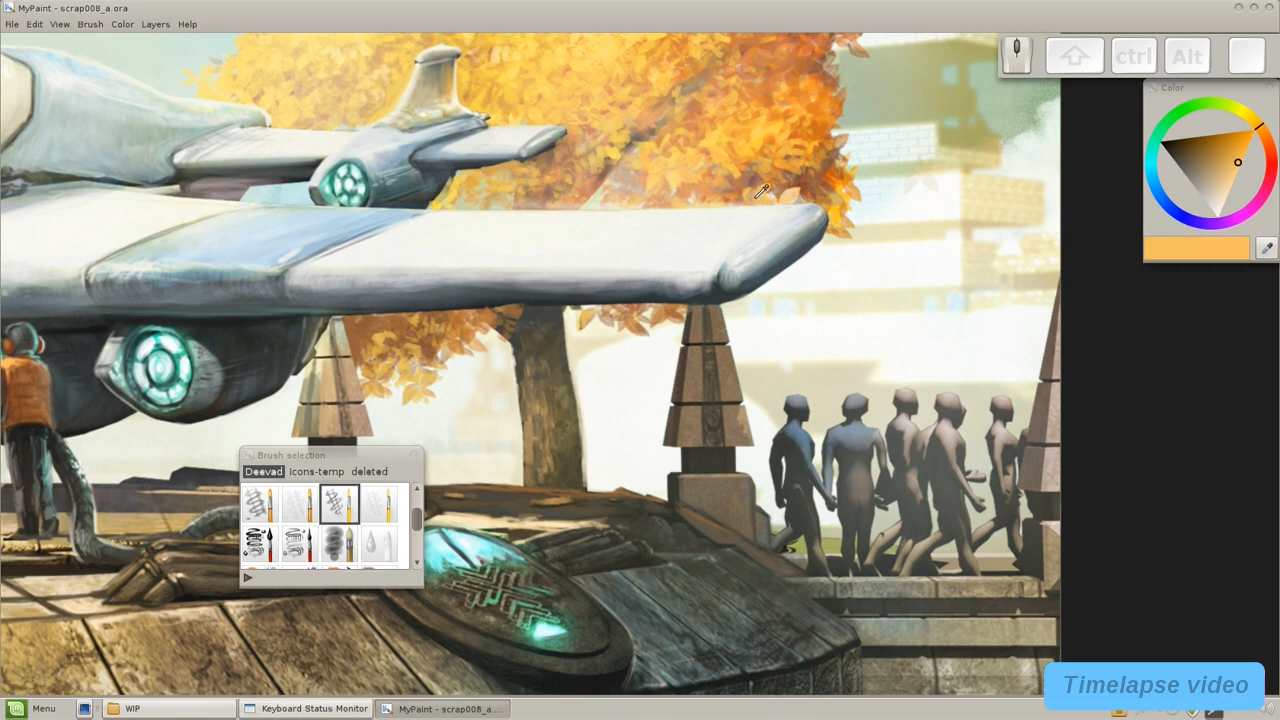 MyPaint - scrap008_a.ora
File Edit View Brush Color Layers Help
ctrl Alt
Color
Brush selection
Deevad Icons-temp deleted
Timelapse video
Menu WIP Keyboard Status Monitor MyPaint - scrap008_a....